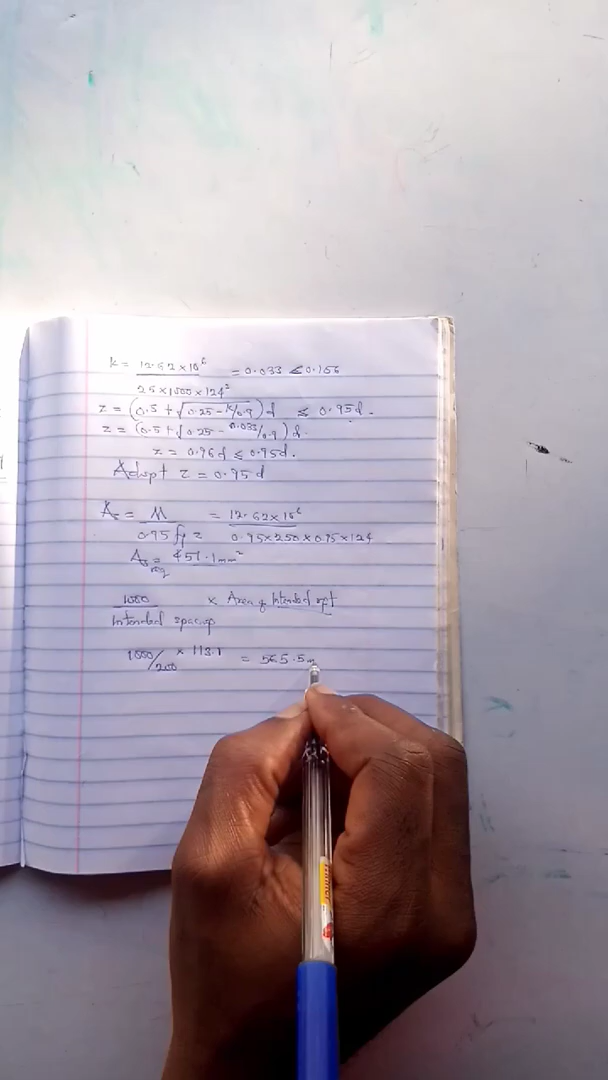 K = 12.62 × 10⁶ / 25 × 1000 × 124² = 0.033 ≤ 0.156
z = (0.5 + √0.25 - K/0.9) d ≤ 0.95d.
z = (0.5 + √0.25 - 0.033/0.9) d.
z = 0.96d ≤ 0.95d.
Adopt z = 0.95d
As = M / 0.95 fy z = 12.62 × 10⁶ / 0.95 × 250 × 0.95 × 124
As req = 451.1mm²
1000 / Intended spacing × Area of Intended rft
1000/200 × 113.1 = 565.5m